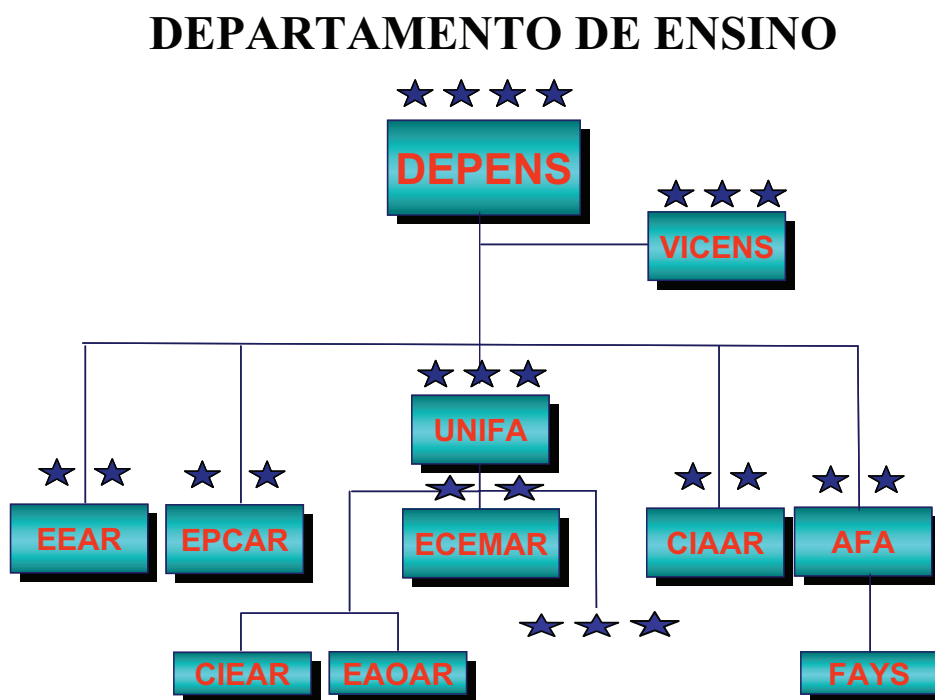 DEPARTAMENTO DE ENSINO
DEPENS
VICENS
UNIFA
EEAR
EPCAR
ECEMAR
CIAAR
AFA
CIEAR
EAOAR
FAYS